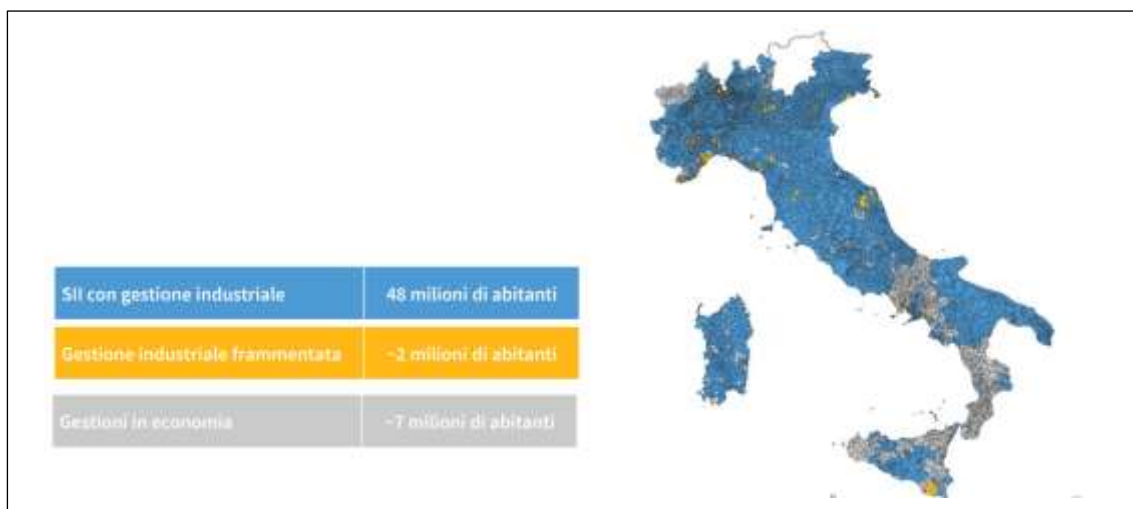 SII con gestione industriale 48 milioni di abitanti
Gestione industriale frammentata ~2 milioni di abitanti
Gestioni in economia ~7 milioni di abitanti